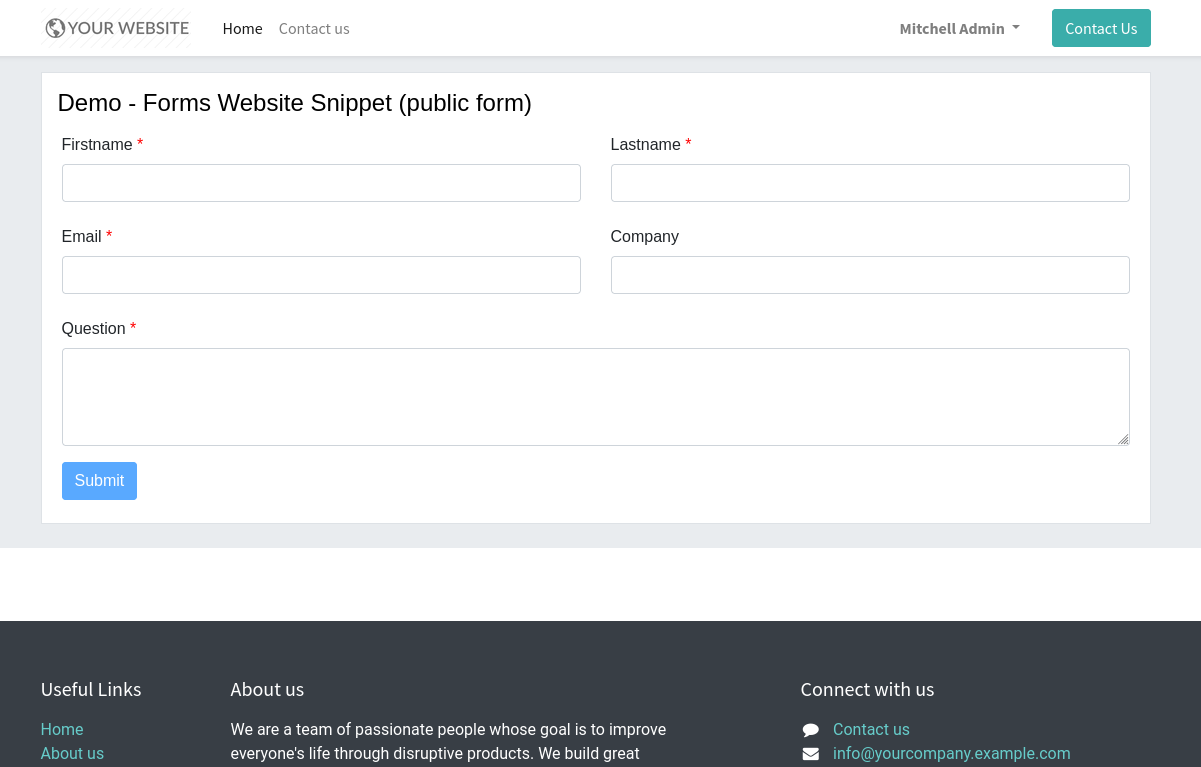 YOUR WEBSITE Home Contact us Mitchell Admin Contact Us
Demo - Forms Website Snippet (public form)
Firstname * Lastname *
Email * Company
Question *
Submit
Useful Links About us Connect with us
Home We are a team of passionate people whose goal is to improve Contact us
About us everyone's life through disruptive products. We build great info@yourcompany.example.com